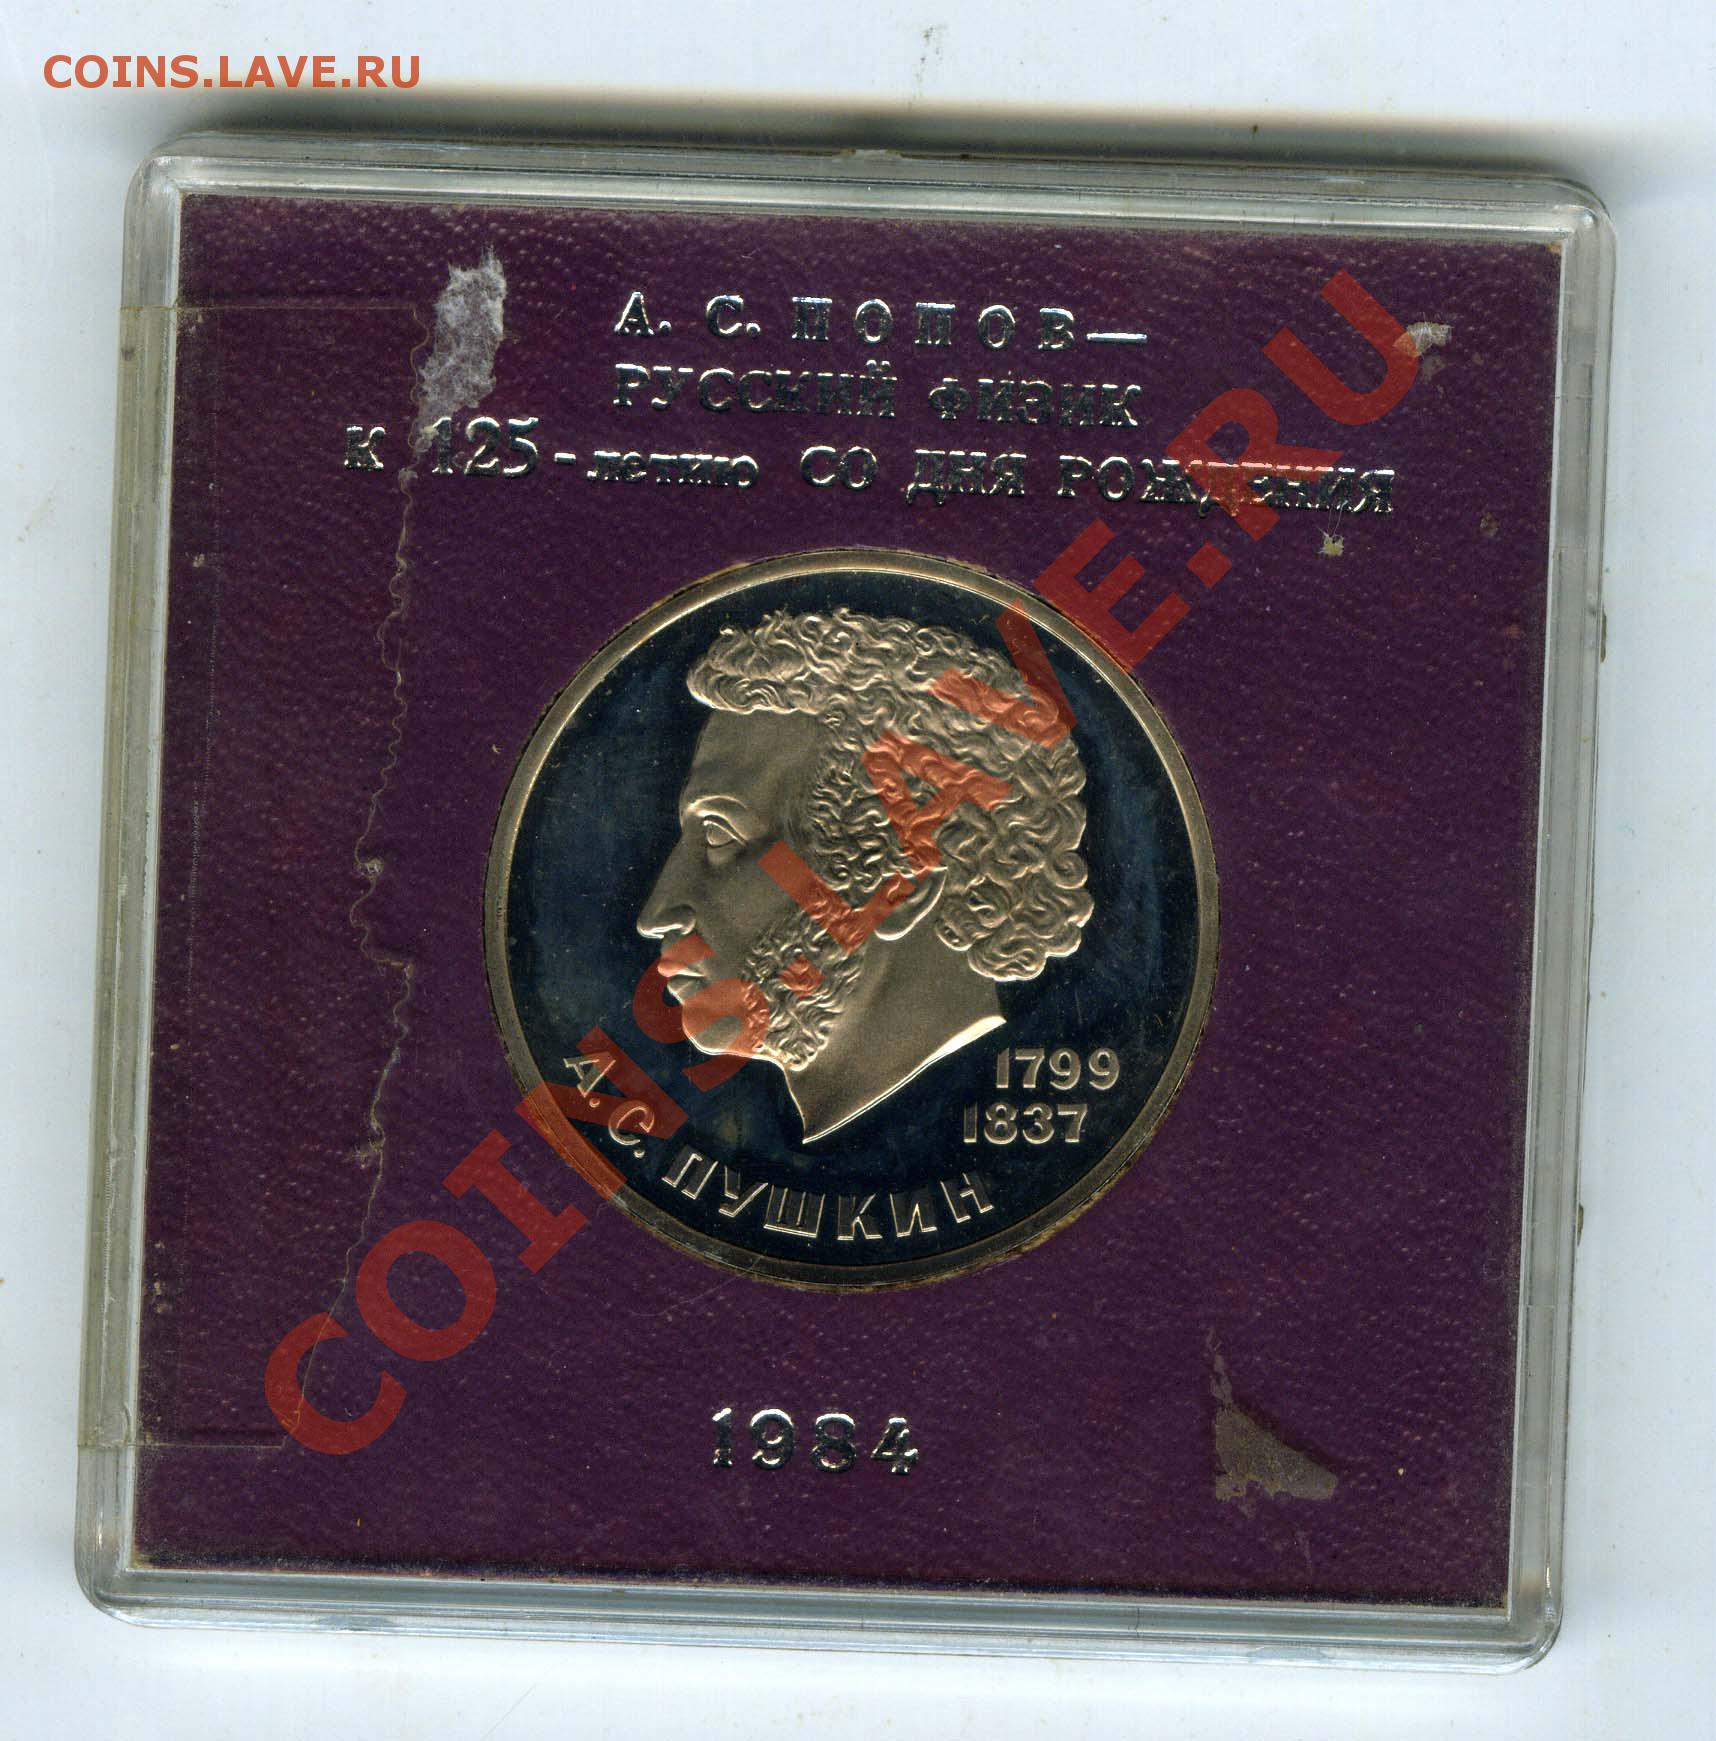 COINS.LAVE.RU
А. С. ПОПОВ—
РУССКИЙ ФИЗИК
К 125-летию СО ДНЯ РОЖДЕНИЯ
1799
1837
А. С. ПУШКИН
1984
COINS.LAVE.RU